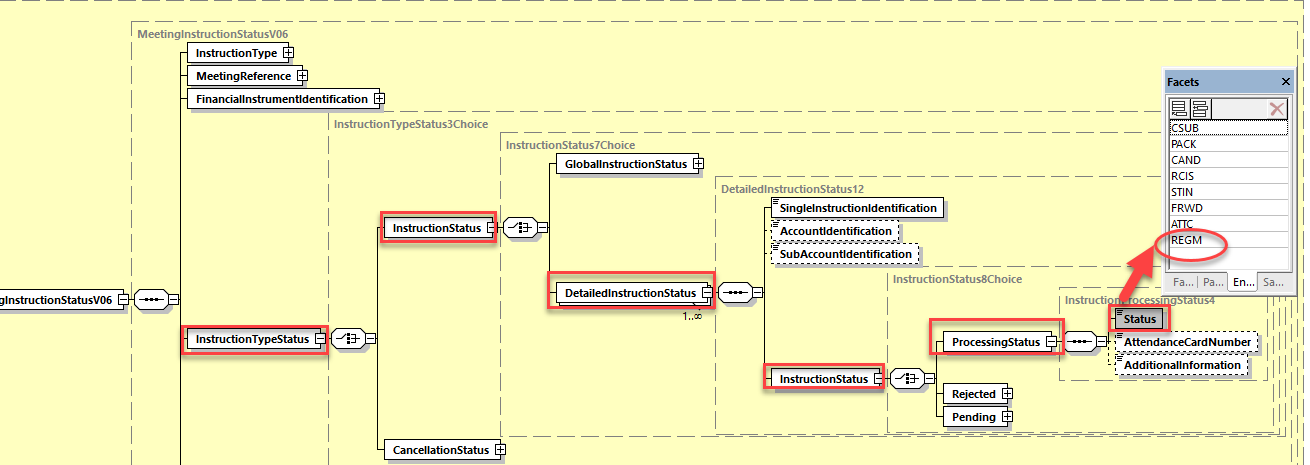 MeetingInstructionStatusV06
InstructionType
MeetingReference
FinancialInstrumentIdentification
InstructionTypeStatus3Choice
InstructionStatus7Choice
GlobalInstructionStatus
DetailedInstructionStatus12
SingleInstructionIdentification
AccountIdentification
SubAccountIdentification
InstructionStatus
InstructionStatus8Choice
DetailedInstructionStatus
1..∞
gInstructionStatusV06
InstructionTypeStatus
ProcessingStatus4
Status
AttendanceCardNumber
AdditionalInformation
ProcessingStatus
InstructionStatus
Rejected
Pending
CancellationStatus
Facets
CSUB
PACK
CAND
RCIS
STIN
FRWD
ATTC
REGM
Fa...
Pa...
En...
Sa...